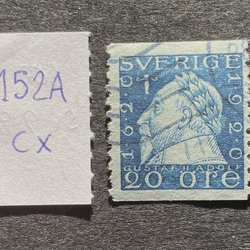 152A
CX
SVERIGE
1620
1920
GUSTAF II ADOLF
20 ÖRE